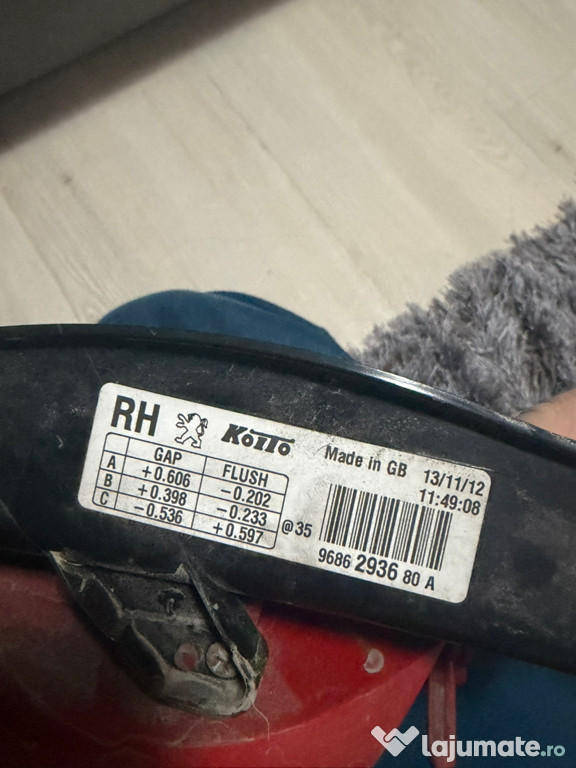 RH KOITO Made in GB 13/11/12
11:49:08
GAP FLUSH
A +0.606 -0.202
B +0.398 -0.233
C -0.536 +0.597
@35
9686 2936 80 A
lajumate.ro